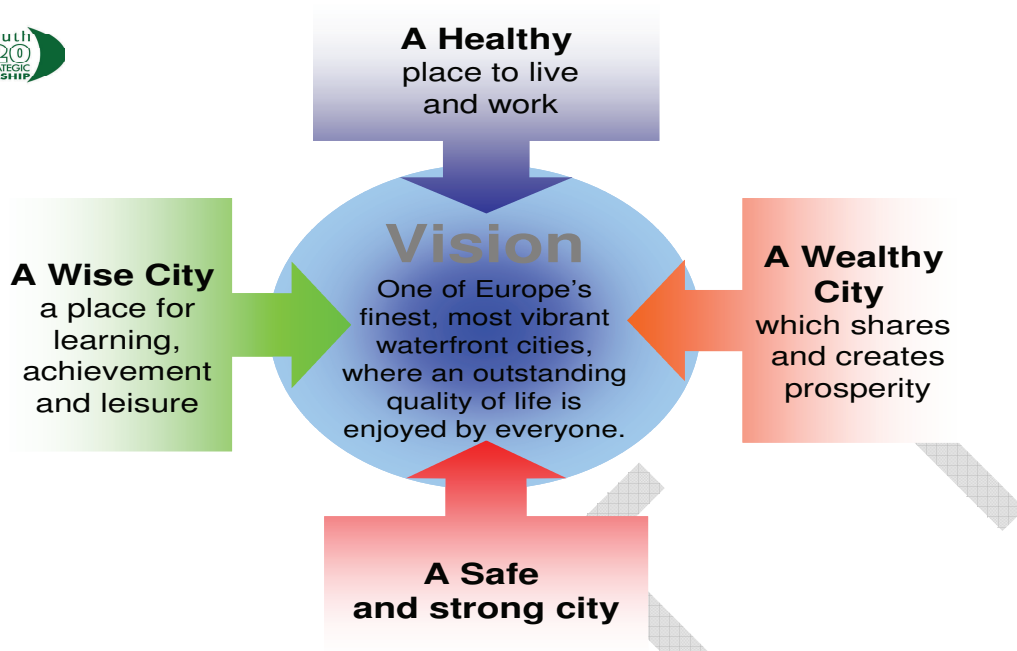 20
A Healthy
place to live
and work
A Wise City
a place for
learning,
achievement
and leisure
Vision
One of Europe's
finest, most vibrant
waterfront cities,
where an outstanding
quality of life is
enjoyed by everyone.
A Wealthy
City
which shares
and creates
prosperity
A Safe
and strong city